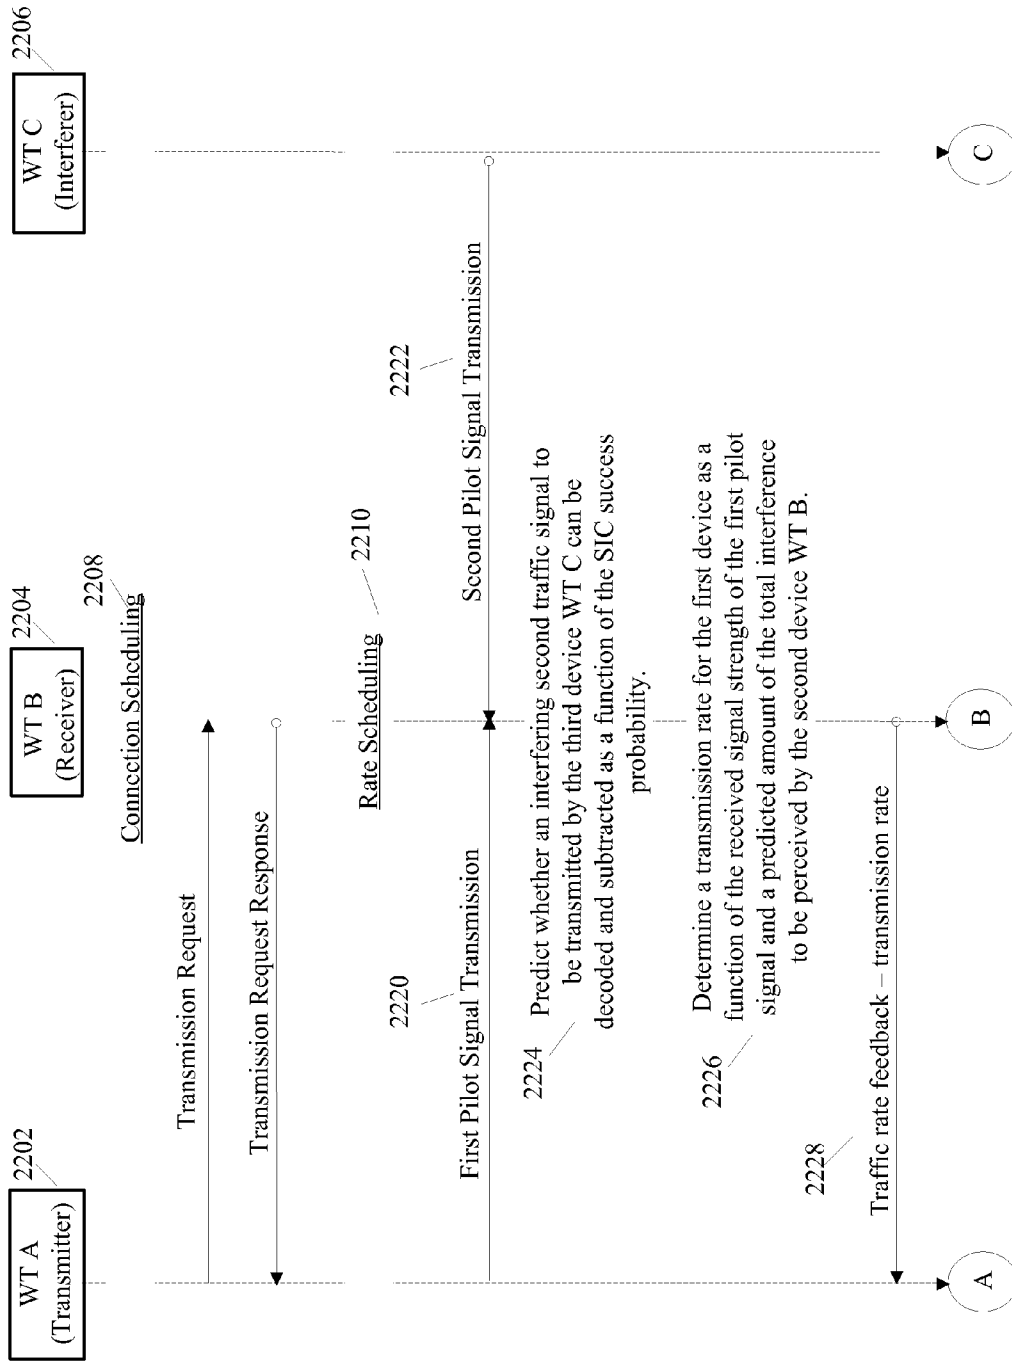 2202
WT A
(Transmitter)
2204
WT B
(Receiver)
2206
WT C
(Interferer)
2208
Connection Scheduling
Transmission Request
Transmission Request Response
2210
Rate Scheduling
2220
First Pilot Signal Transmission
2222
Second Pilot Signal Transmission
2224
Predict whether an interfering second traffic signal to
be transmitted by the third device WT C can be
decoded and subtracted as a function of the SIC success
probability.
2226
Determine a transmission rate for the first device as a
function of the received signal strength of the first pilot
signal and a predicted amount of the total interference
to be perceived by the second device WT B.
2228
Traffic rate feedback – transmission rate
A
B
C